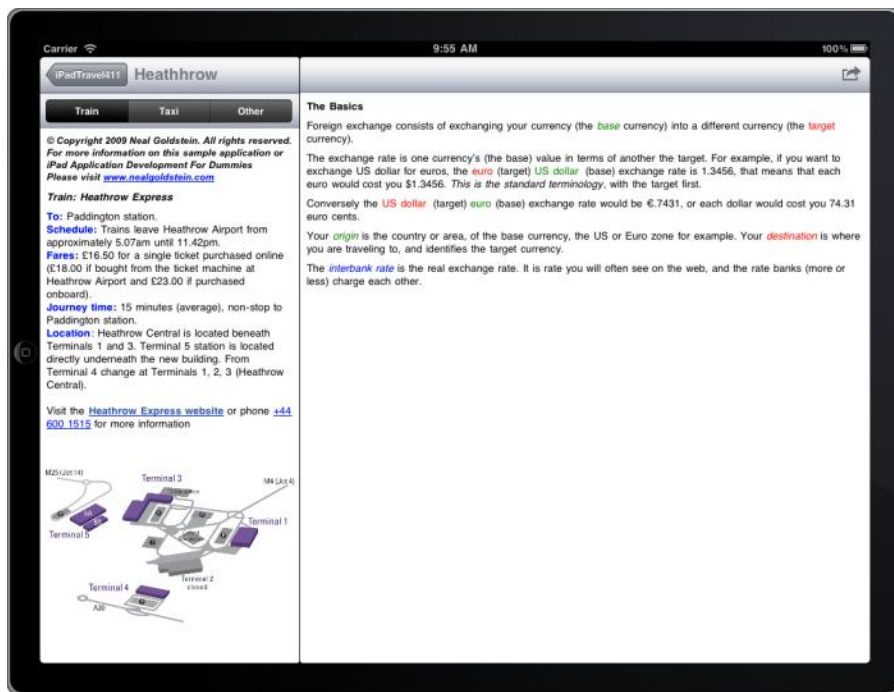 Carrier
9:55 AM
100%
iPadTravel411
Heathhrow
Train
Taxi
Other
© Copyright 2009 Neal Goldstein. All rights reserved.
For more information on this sample application or
iPad Application Development For Dummies
Please visit www.nealgoldstein.com
Train: Heathrow Express
To: Paddington station.
Schedule: Trains leave Heathrow Airport from
approximately 5.07am until 11.42pm.
Fares: £16.50 for a single ticket purchased online
(£18.00 if bought from the ticket machine at
Heathrow Airport and £23.00 if purchased
onboard).
Journey time: 15 minutes (average), non-stop to
Paddington station.
Location: Heathrow Central is located beneath
Terminals 1 and 3. Terminal 5 station is located
directly underneath the new building. From
Terminal 4 change at Terminals 1, 2, 3 (Heathrow
Central).
Visit the Heathrow Express website or phone +44
600 1515 for more information
M25 (Jct 14)
Terminal 3
M4 (Jct 4)
Terminal 1
Terminal 5
Terminal 2
closed
Terminal 4
A30
The Basics
Foreign exchange consists of exchanging your currency (the base currency) into a different currency (the target
currency).
The exchange rate is one currency's (the base) value in terms of another the target. For example, if you want to
exchange US dollar for euros, the euro (target) US dollar (base) exchange rate is 1.3456, that means that each
euro would cost you $1.3456. This is the standard terminology, with the target first.
Conversely the US dollar (target) euro (base) exchange rate would be €.7431, or each dollar would cost you 74.31
euro cents.
Your origin is the country or area, of the base currency, the US or Euro zone for example. Your destination is where
you are traveling to, and identifies the target currency.
The interbank rate is the real exchange rate. It is rate you will often see on the web, and the rate banks (more or
less) charge each other.